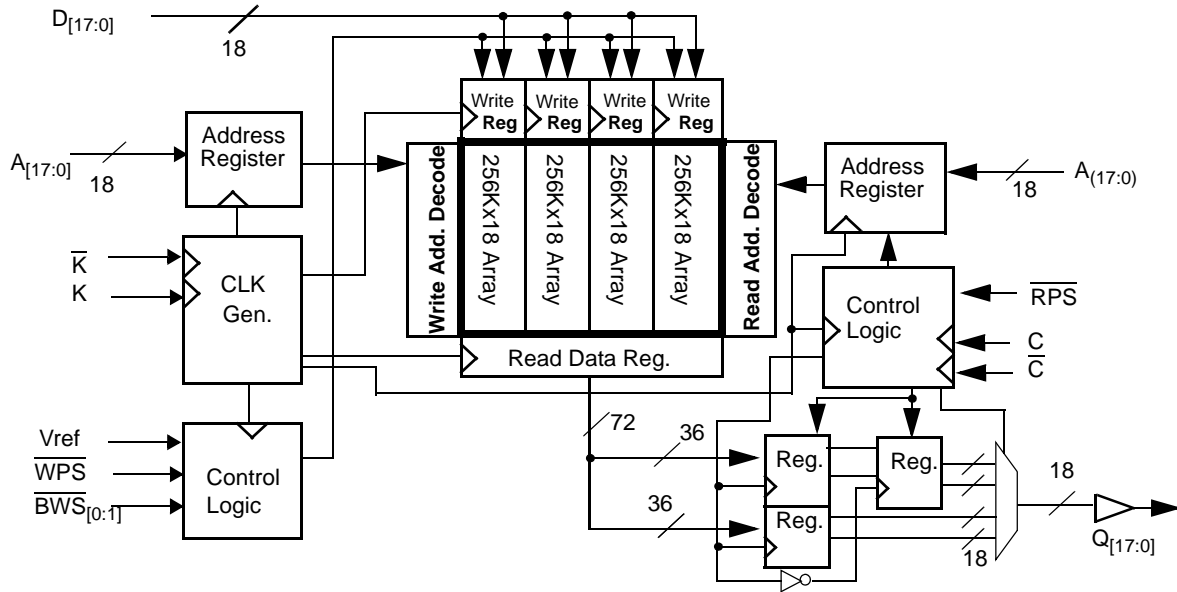 D[17:0]
18
Write Reg
Write Reg
Write Reg
Write Reg
Address
Register
A[17:0]
18
Write Add. Decode
256Kx18 Array
256Kx18 Array
256Kx18 Array
256Kx18 Array
Read Add. Decode
Address
Register
A(17:0)
18
K̅
K
CLK
Gen.
Control
Logic
R̅P̅S̅
C
C̅
Read Data Reg.
Vref
W̅P̅S̅
B̅W̅S̅[0:1]
Control
Logic
72
36
Reg.
Reg.
36
Reg.
18
18
Q[17:0]